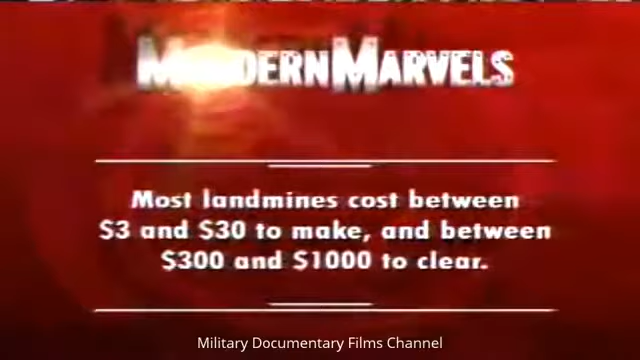 MODERN MARVELS
Most landmines cost between
$3 and $30 to make, and between
$300 and $1000 to clear.
Military Documentary Films Channel